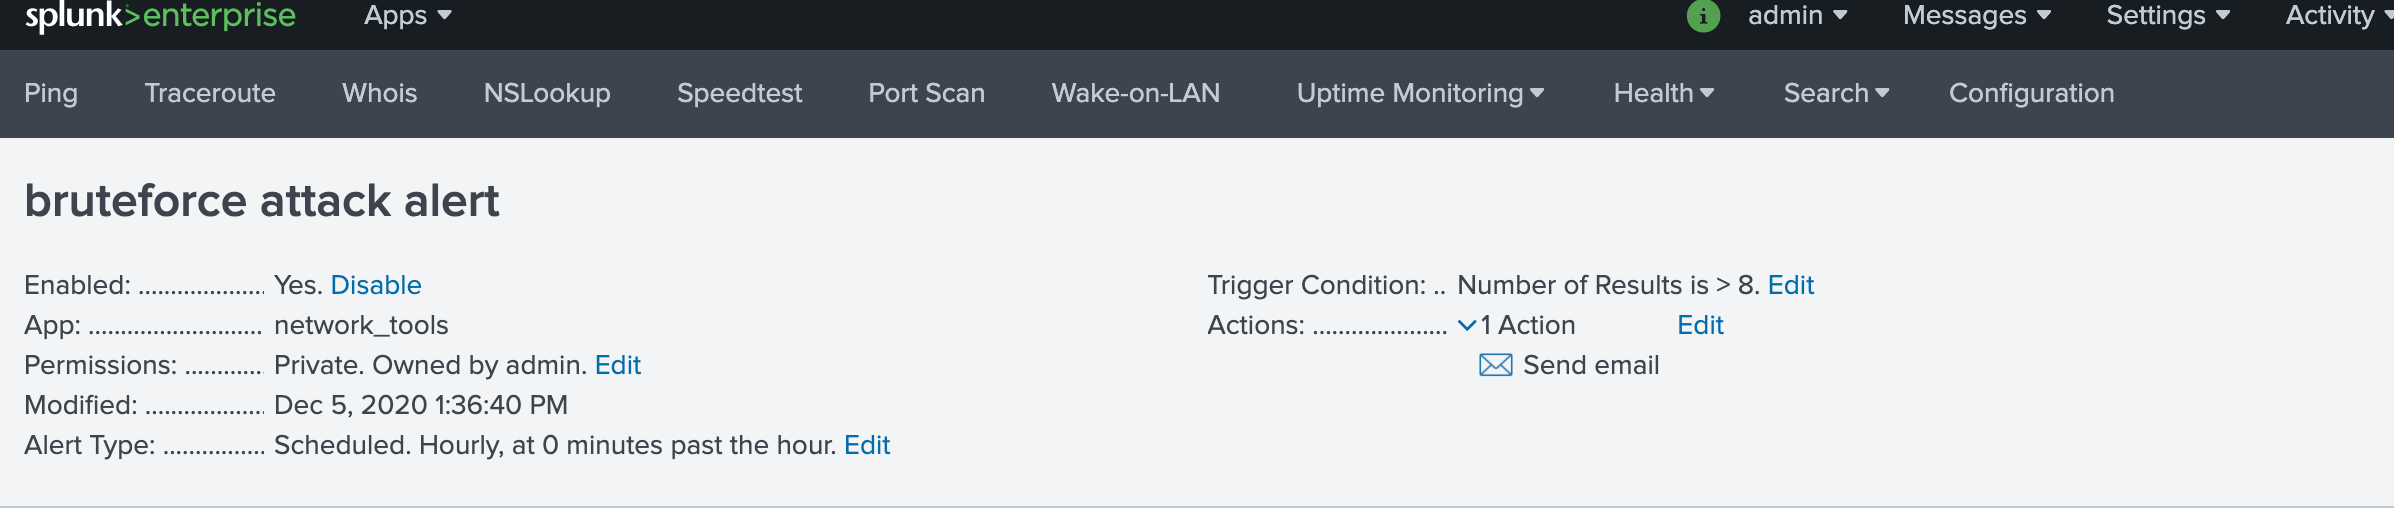 splunk>enterprise Apps admin Messages Settings Activity
Ping Traceroute Whois NSLookup Speedtest Port Scan Wake-on-LAN Uptime Monitoring Health Search Configuration
bruteforce attack alert
Enabled: .................... Yes. Disable
App: ........................... network_tools
Permissions: ............ Private. Owned by admin. Edit
Modified: ................... Dec 5, 2020 1:36:40 PM
Alert Type: ................ Scheduled. Hourly, at 0 minutes past the hour. Edit
Trigger Condition: .. Number of Results is > 8. Edit
Actions: ..................... 1 Action Edit
Send email